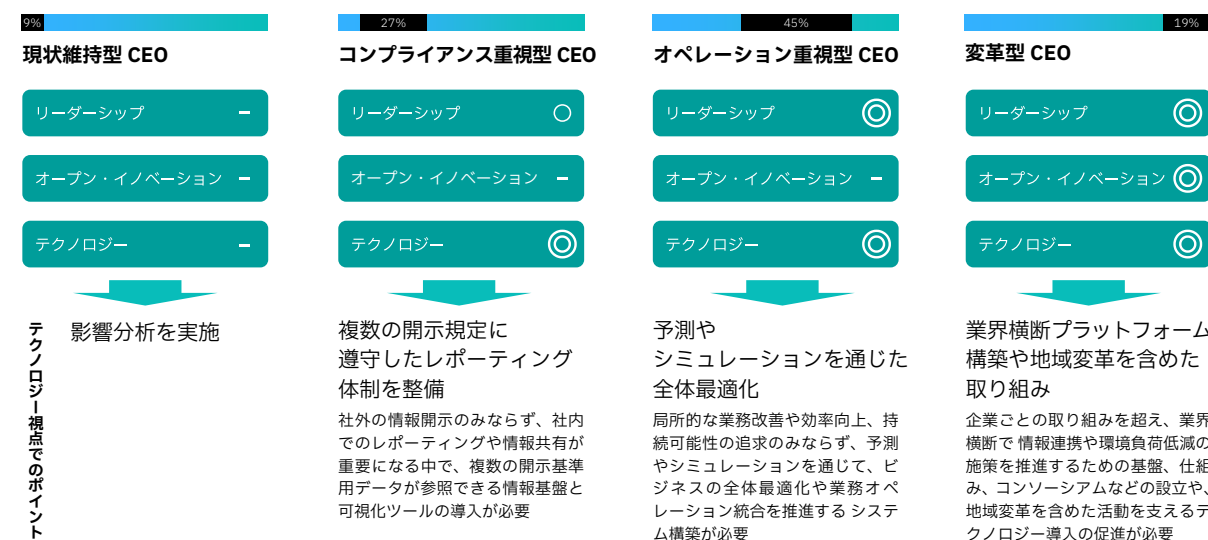 9%
現状維持型 CEO
リーダーシップ －
オープン・イノベーション －
テクノロジー －
テクノロジー視点でのポイント
影響分析を実施
27%
コンプライアンス重視型 CEO
リーダーシップ ○
オープン・イノベーション －
テクノロジー ◎
複数の開示規定に
遵守したレポーティング
体制を整備
社外の情報開示のみならず、社内
でのレポーティングや情報共有が
重要になる中で、複数の開示基準
用データが参照できる情報基盤と
可視化ツールの導入が必要
45%
オペレーション重視型 CEO
リーダーシップ ◎
オープン・イノベーション －
テクノロジー ◎
予測や
シミュレーションを通じた
全体最適化
局所的な業務改善や効率向上、持
続可能性の追求のみならず、予測
やシミュレーションを通じて、ビ
ジネスの全体最適化や業務オペ
レーション統合を推進する システ
ム構築が必要
19%
変革型 CEO
リーダーシップ ◎
オープン・イノベーション ◎
テクノロジー ◎
業界横断プラットフォーム
構築や地域変革を含めた
取り組み
企業ごとの取り組みを超え、業界
横断で 情報連携や環境負荷低減の
施策を推進するための基盤、仕組
み、コンソーシアムなどの設立や、
地域変革を含めた活動を支えるテ
クノロジー導入の促進が必要